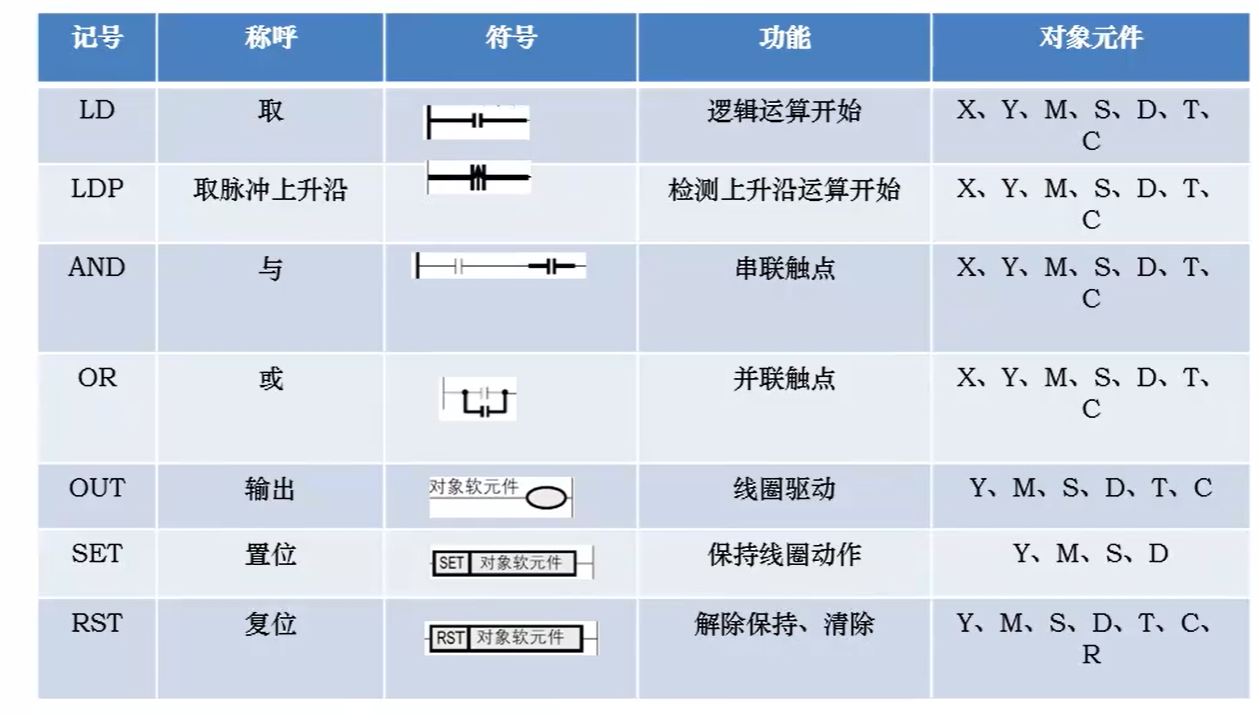 记号 称呼 符号 功能 对象元件
LD 取 逻辑运算开始 X、Y、M、S、D、T、
C
LDP 取脉冲上升沿 检测上升沿运算开始 X、Y、M、S、D、T、
C
AND 与 串联触点 X、Y、M、S、D、T、
C
OR 或 并联触点 X、Y、M、S、D、T、
C
OUT 输出 对象软元件 线圈驱动 Y、M、S、D、T、C
SET 置位 SET 对象软元件 保持线圈动作 Y、M、S、D
RST 复位 RST 对象软元件 解除保持、清除 Y、M、S、D、T、C、
R